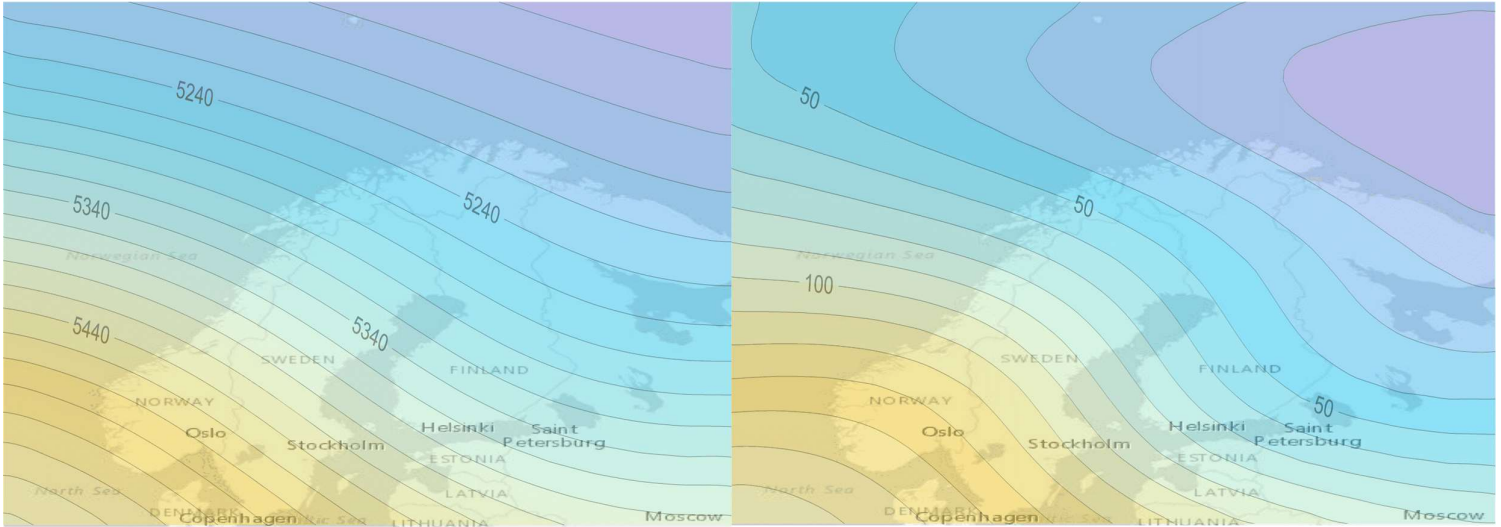 5240
5240
5340
Norwegian Sea
5340
5440
SWEDEN
FINLAND
NORWAY
Oslo
Helsinki
Saint
Petersburg
Stockholm
ESTONIA
North Sea
LATVIA
DENMARK
Copenhagen
LITHUANIA
Moscow
50
50
Norwegian Sea
100
SWEDEN
FINLAND
NORWAY
50
Oslo
Helsinki
Saint
Petersburg
Stockholm
ESTONIA
North Sea
LATVIA
DENMARK
Copenhagen
LITHUANIA
Moscow